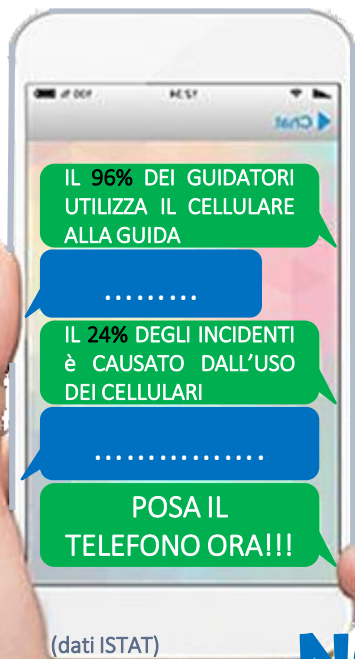 IL 96% DEI GUIDATORI
UTILIZZA IL CELLULARE
ALLA GUIDA
.........
IL 24% DEGLI INCIDENTI
è CAUSATO DALL'USO
DEI CELLULARI
................
POSA IL
TELEFONO ORA!!!
(dati ISTAT)